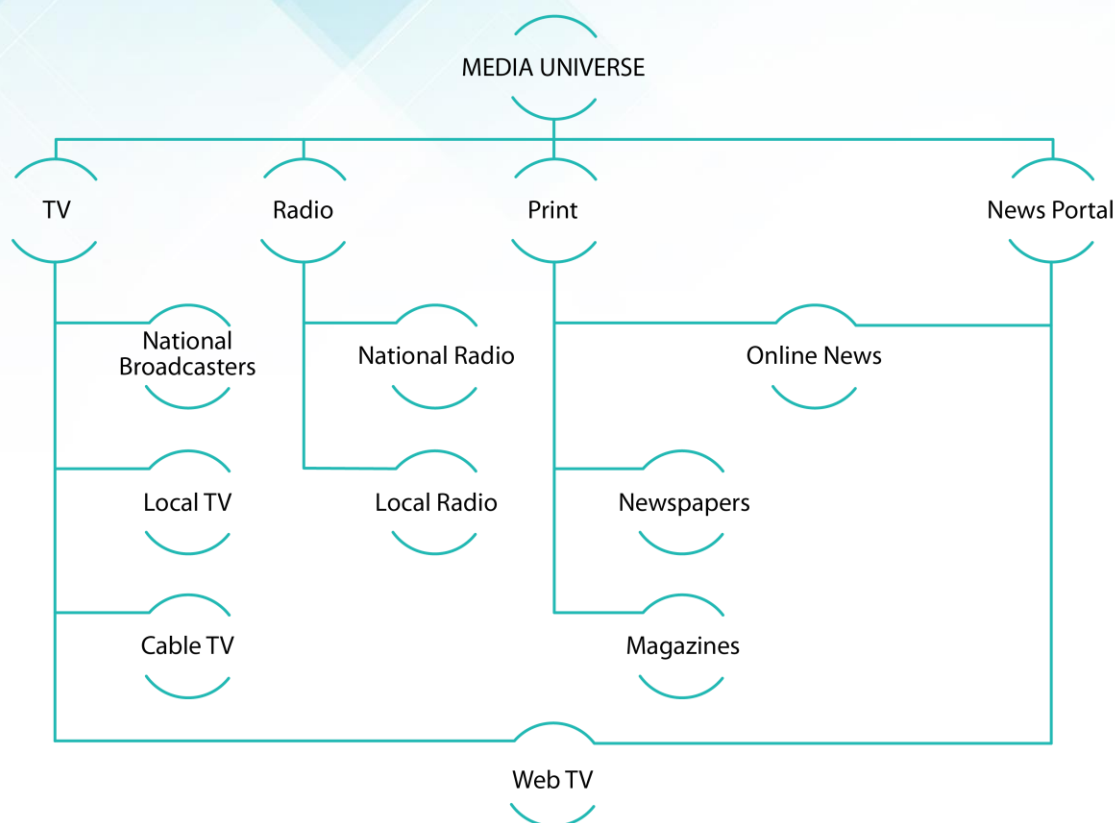 MEDIA UNIVERSE
TV
Radio
Print
News Portal
National
Broadcasters
National Radio
Online News
Local TV
Local Radio
Newspapers
Cable TV
Magazines
Web TV